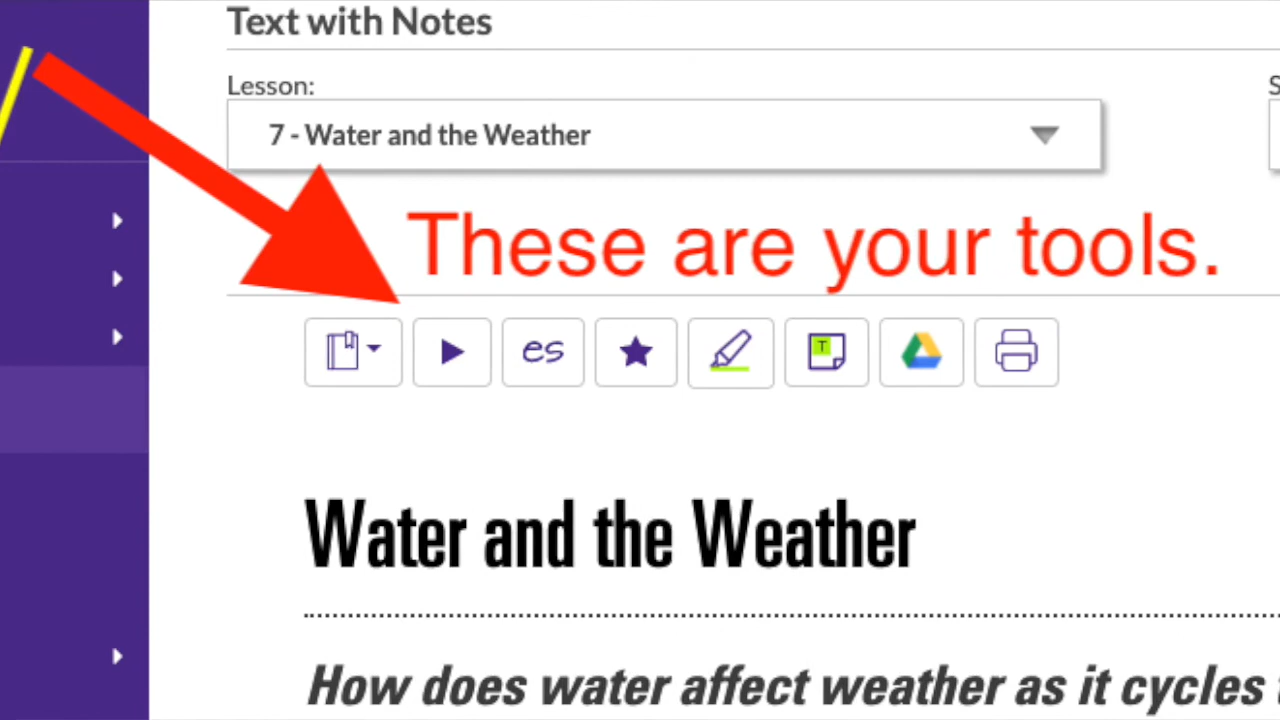 Text with Notes
Lesson:
S
7 - Water and the Weather
These are your tools.
es
T
Water and the Weather
How does water affect weather as it cycles